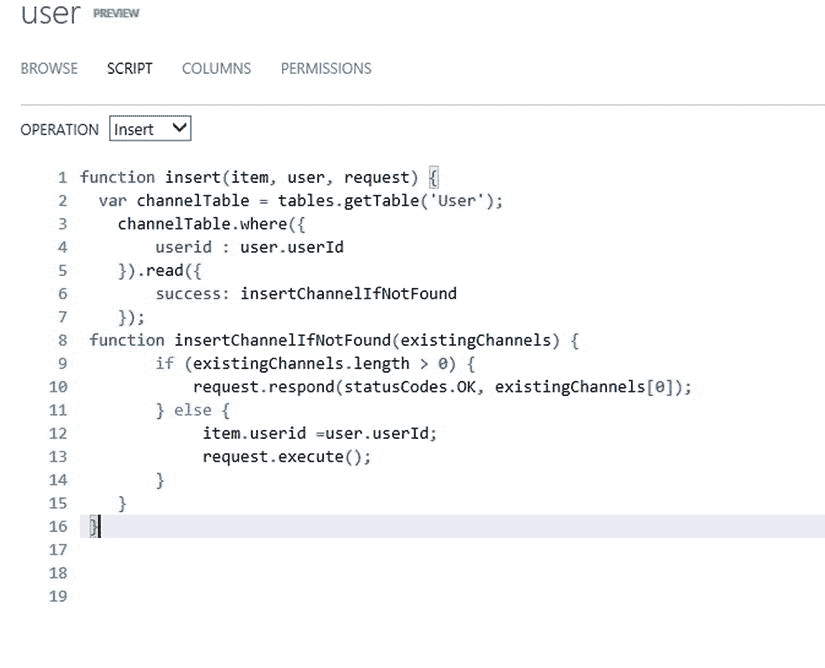 user PREVIEW
BROWSE SCRIPT COLUMNS PERMISSIONS
OPERATION Insert
1 function insert(item, user, request) {
2 var channelTable = tables.getTable('User');
3 channelTable.where({
4 userid : user.userId
5 }).read({
6 success: insertChannelIfNotFound
7 });
8 function insertChannelIfNotFound(existingChannels) {
9 if (existingChannels.length > 0) {
10 request.respond(statusCodes.OK, existingChannels[0]);
11 } else {
12 item.userid =user.userId;
13 request.execute();
14 }
15 }
16 }
17
18
19